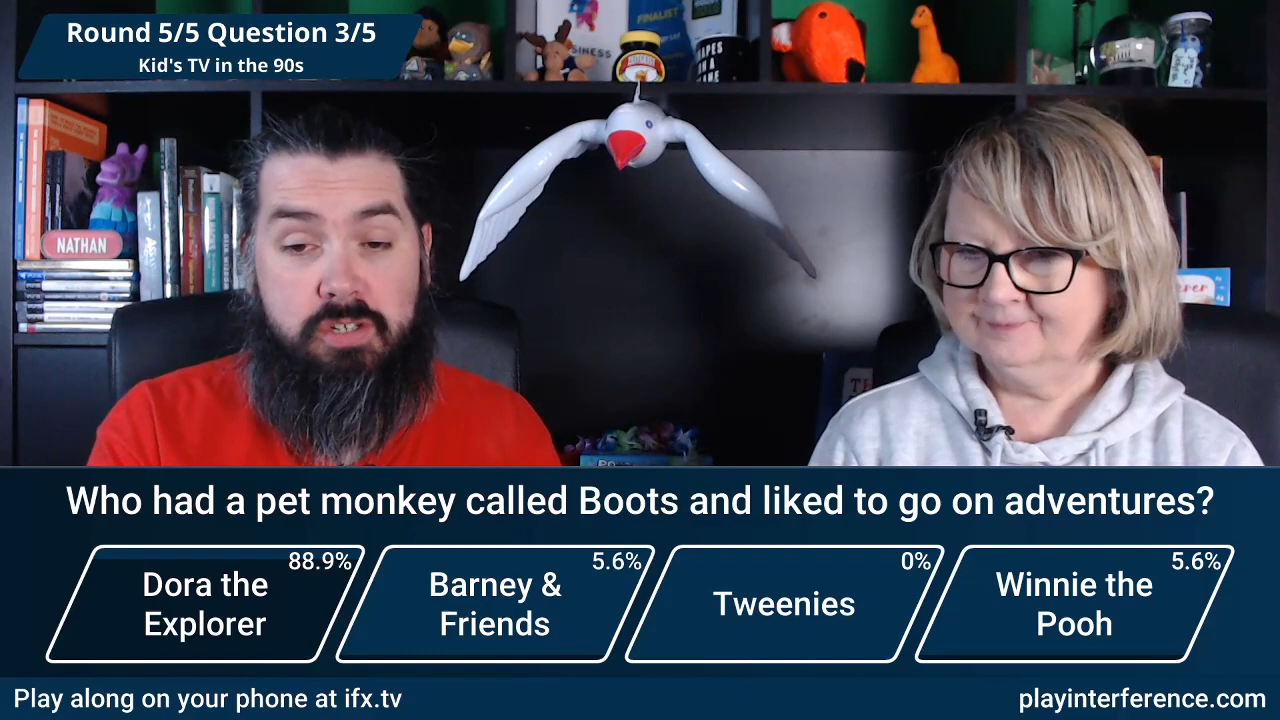 Round 5/5 Question 3/5
Kid's TV in the 90s
FINALIST
NATHAN
Who had a pet monkey called Boots and liked to go on adventures?
88.9%
Dora the
Explorer
5.6%
Barney &
Friends
0%
Tweenies
5.6%
Winnie the
Pooh
Play along on your phone at ifx.tv
playinterference.com